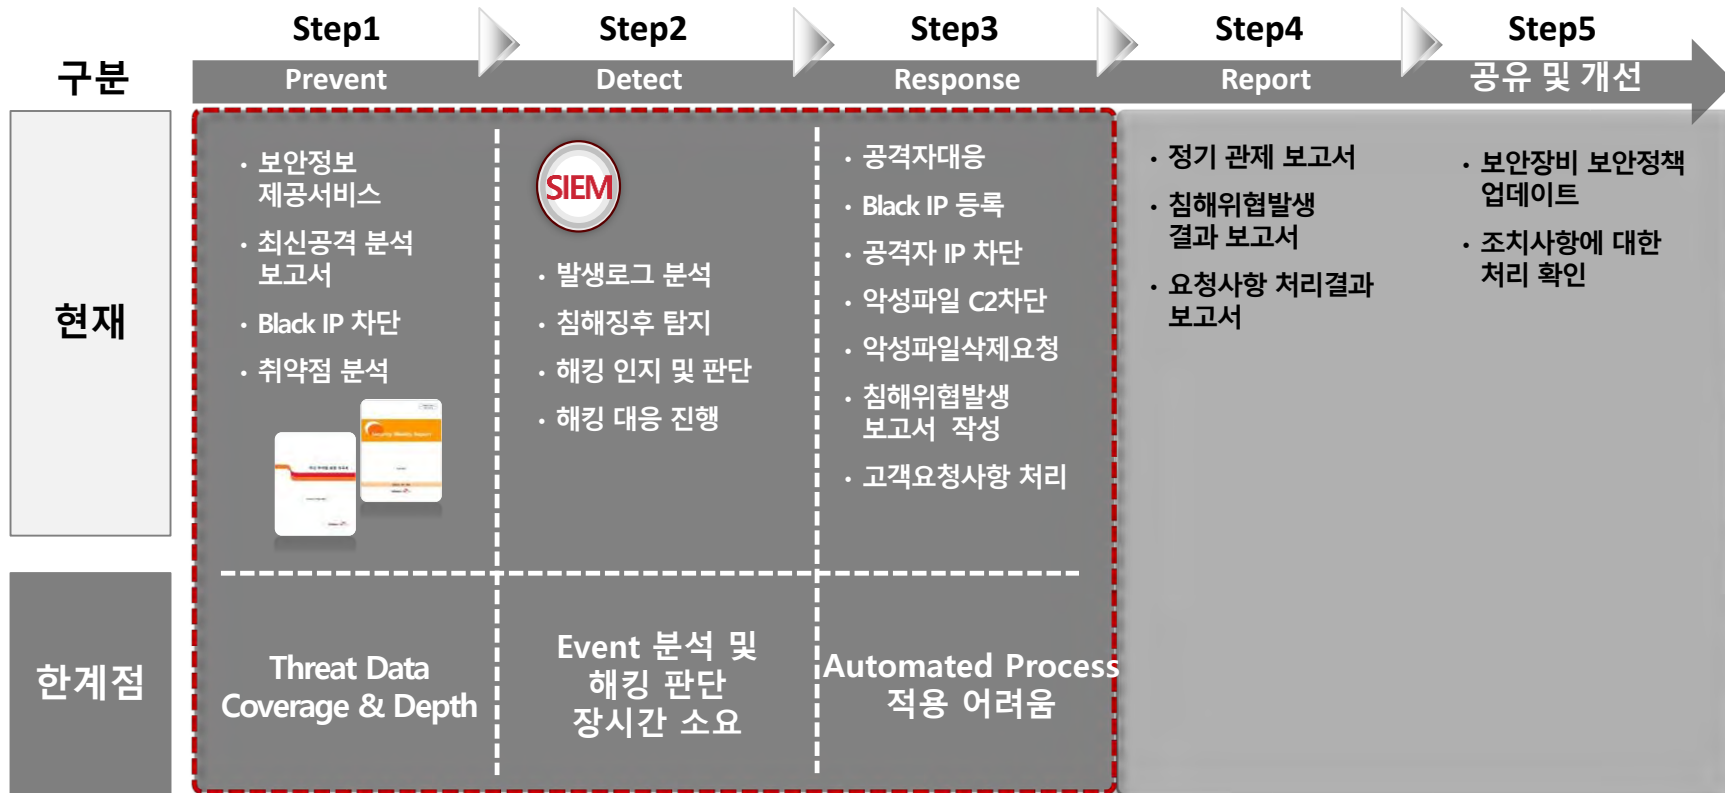 Step1
Step2
Step3
Step4
Step5
구분
Prevent
Detect
Response
Report
공유 및 개선
현재
• 보안정보
제공서비스
• 최신공격 분석
보고서
• Black IP 차단
• 취약점 분석
SIEM
• 발생로그 분석
• 침해징후 탐지
• 해킹 인지 및 판단
• 해킹 대응 진행
• 공격자대응
• Black IP 등록
• 공격자 IP 차단
• 악성파일 C2차단
• 악성파일삭제요청
• 침해위협발생
보고서 작성
• 고객요청사항 처리
• 정기 관제 보고서
• 침해위협발생
결과 보고서
• 요청사항 처리결과
보고서
• 보안장비 보안정책
업데이트
• 조치사항에 대한
처리 확인
한계점
Threat Data
Coverage & Depth
Event 분석 및
해킹 판단
장시간 소요
Automated Process
적용 어려움